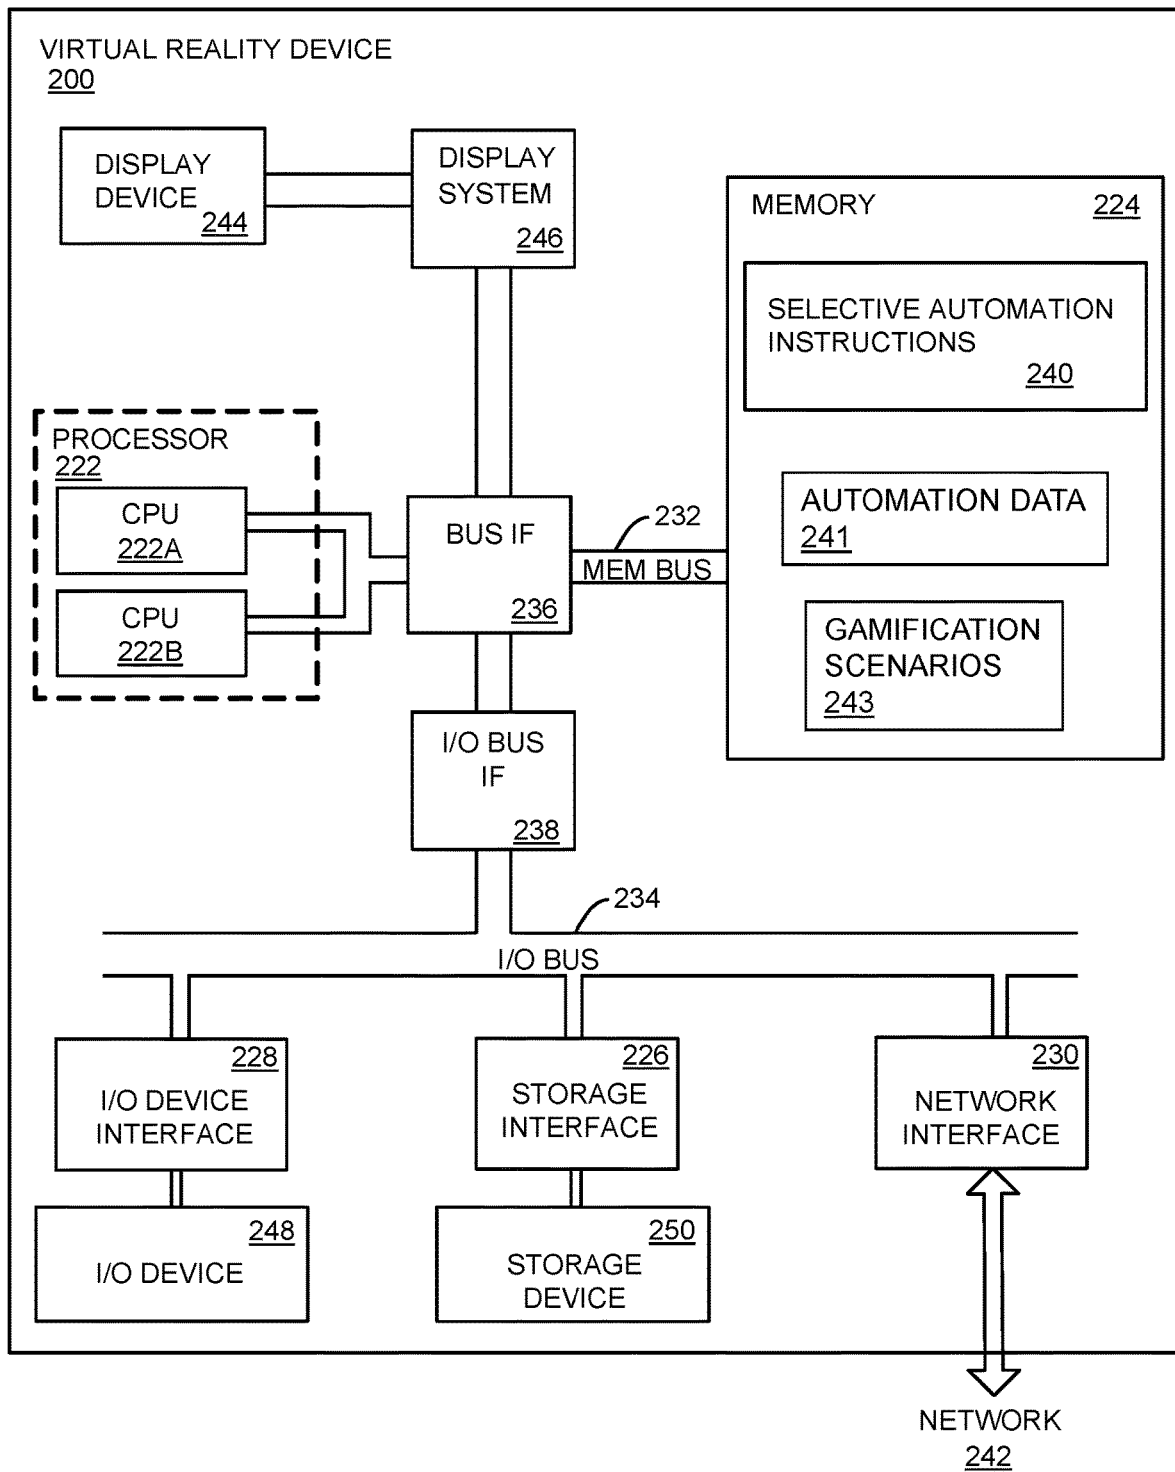 VIRTUAL REALITY DEVICE
200
DISPLAY
DEVICE
244
DISPLAY
SYSTEM
246
MEMORY 224
SELECTIVE AUTOMATION
INSTRUCTIONS
240
PROCESSOR
222
CPU
222A
CPU
222B
BUS IF
236
232
MEM BUS
AUTOMATION DATA
241
GAMIFICATION
SCENARIOS
243
I/O BUS
IF
238
234
I/O BUS
228
I/O DEVICE
INTERFACE
226
STORAGE
INTERFACE
230
NETWORK
INTERFACE
248
I/O DEVICE
250
STORAGE
DEVICE
NETWORK
242